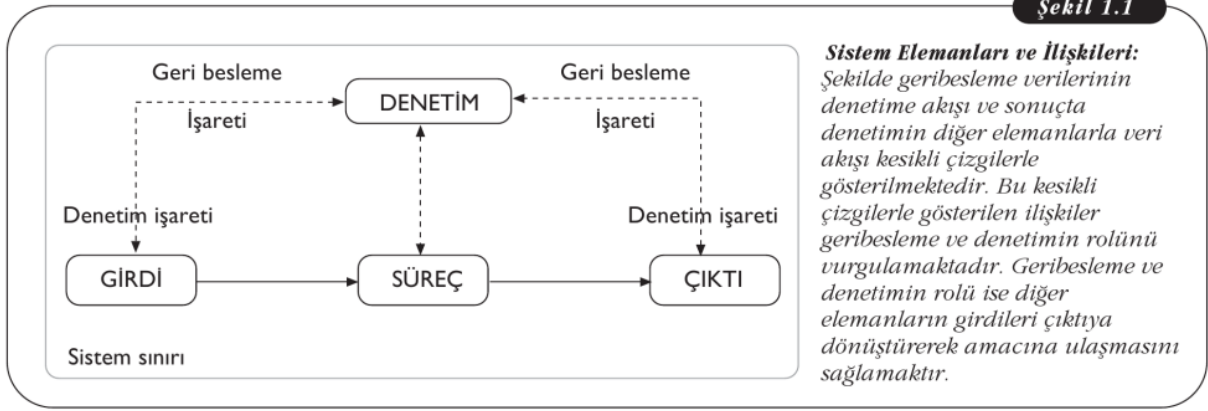 Şekil 1.1
Geri besleme
İşareti
DENETİM
Geri besleme
İşareti
Denetim işareti
Denetim işareti
GİRDİ
SÜREÇ
ÇIKTI
Sistem sınırı
Sistem Elemanları ve İlişkileri:
Şekilde geribesleme verilerinin
denetime akışı ve sonuçta
denetimin diğer elemanlarla veri
akışı kesikli çizgilerle
gösterilmektedir. Bu kesikli
çizgilerle gösterilen ilişkiler
geribesleme ve denetimin rolünü
vurgulamaktadır. Geribesleme ve
denetimin rolü ise diğer
elemanların girdileri çıktıya
dönüştürerek amacına ulaşmasını
sağlamaktır.